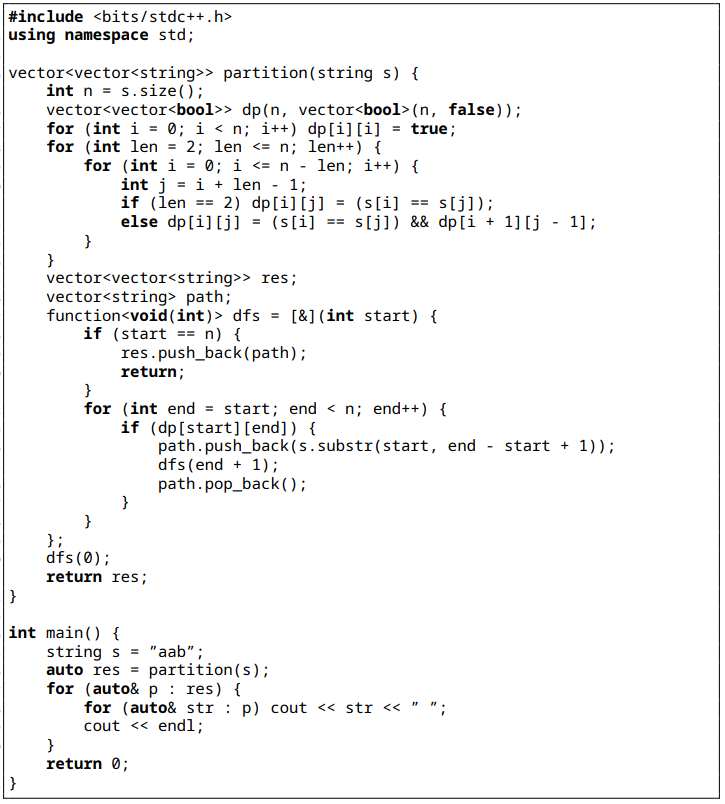 #include <bits/stdc++.h>
using namespace std;

vector<vector<string>> partition(string s) {
    int n = s.size();
    vector<vector<bool>> dp(n, vector<bool>(n, false));
    for (int i = 0; i < n; i++) dp[i][i] = true;
    for (int len = 2; len <= n; len++) {
        for (int i = 0; i <= n - len; i++) {
            int j = i + len - 1;
            if (len == 2) dp[i][j] = (s[i] == s[j]);
            else dp[i][j] = (s[i] == s[j]) && dp[i + 1][j - 1];
        }
    }
    vector<vector<string>> res;
    vector<string> path;
    function<void(int)> dfs = [&](int start) {
        if (start == n) {
            res.push_back(path);
            return;
        }
        for (int end = start; end < n; end++) {
            if (dp[start][end]) {
                path.push_back(s.substr(start, end - start + 1));
                dfs(end + 1);
                path.pop_back();
            }
        }
    };
    dfs(0);
    return res;
}

int main() {
    string s = "aab";
    auto res = partition(s);
    for (auto& p : res) {
        for (auto& str : p) cout << str << " ";
        cout << endl;
    }
    return 0;
}